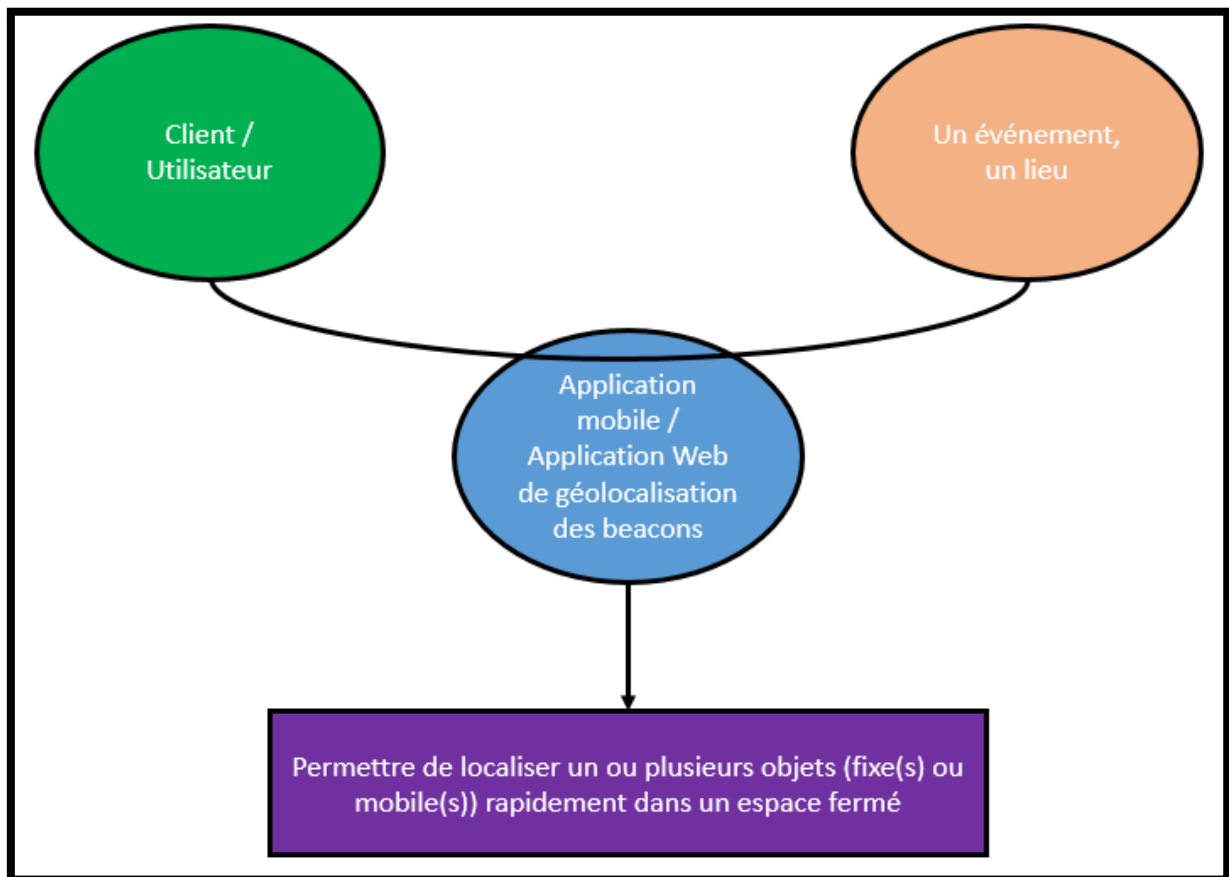 Client /
Utilisateur
Un événement,
un lieu
Application
mobile /
Application Web
de géolocalisation
des beacons
Permettre de localiser un ou plusieurs objets (fixe(s) ou
mobile(s)) rapidement dans un espace fermé